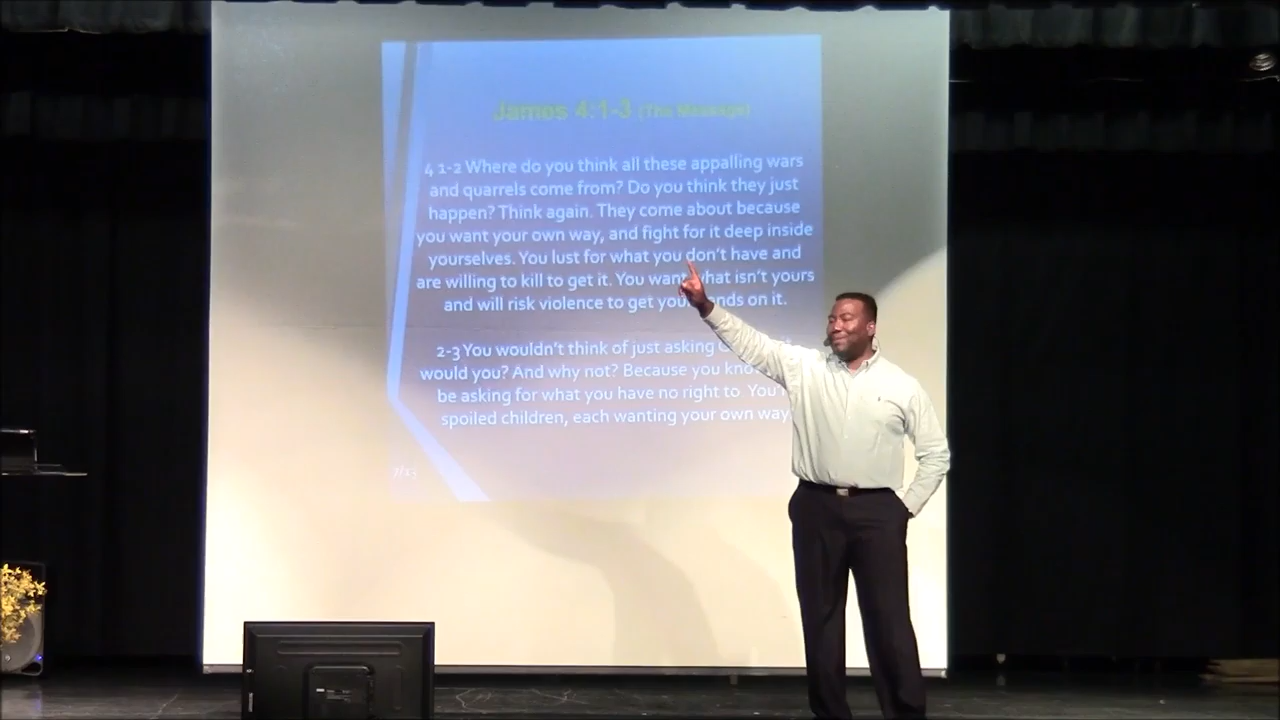 James 4:1-3 (The Message)
4 1-2 Where do you think all these appalling wars
and quarrels come from? Do you think they just
happen? Think again. They come about because
you want your own way, and fight for it deep inside
yourselves. You lust for what you don't have and
are willing to kill to get it. You want what isn't yours
and will risk violence to get your hands on it.
2-3 You wouldn't think of just asking
would you? And why not? Because you know
be asking for what you have no right to. You're
spoiled children, each wanting your own way